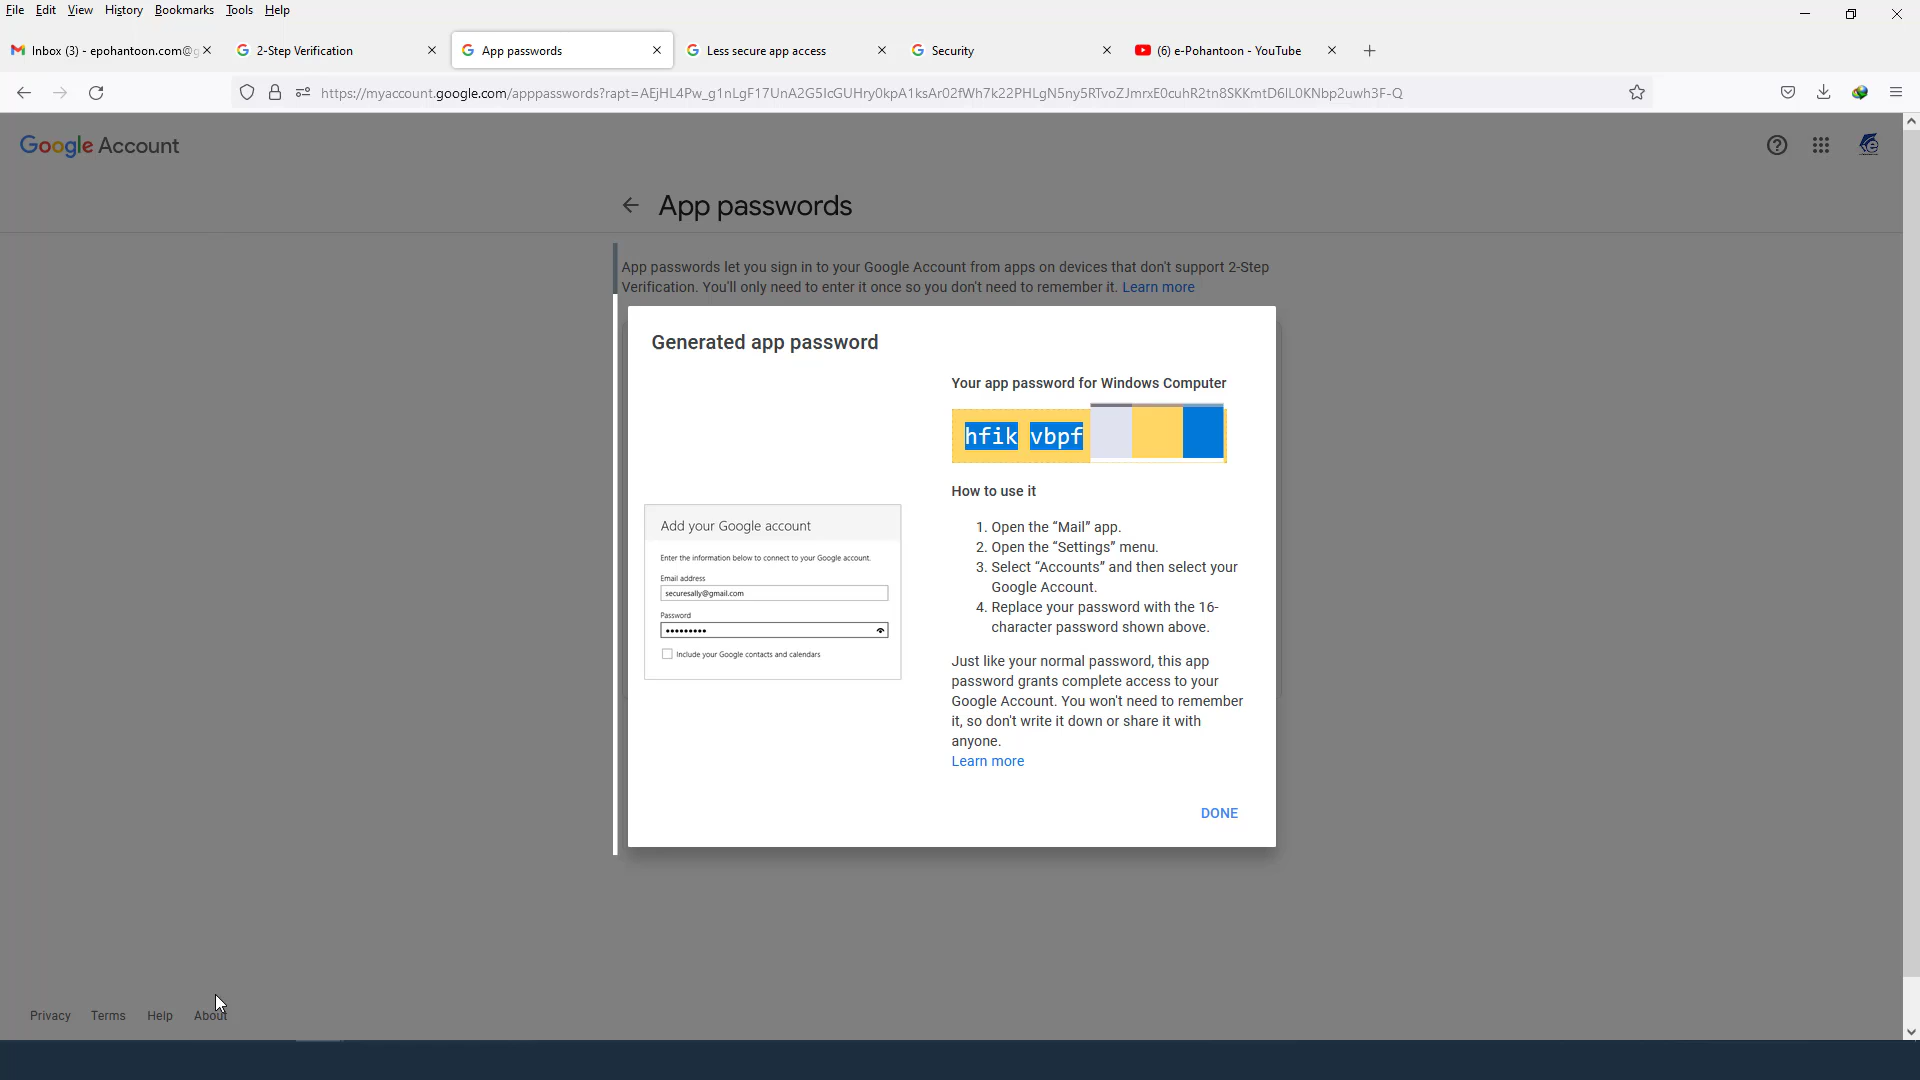 File Edit View History Bookmarks Tools Help
Inbox (3) - epohantoon.com@g
2-Step Verification
App passwords
Less secure app access
Security
(6) e-Pohantoon - YouTube
https://myaccount.google.com/apppasswords?rapt=AEjHL4Pw_g1nLgF17UnA2G5IcGUHry0kpA1ksAr02fWh7k22PHLgN5ny5RTvoZJmrxE0cuhR2tn8SKKmtD6IL0KNbp2uwh3F-Q
Google Account
App passwords
App passwords let you sign in to your Google Account from apps on devices that don't support 2-Step
Verification. You'll only need to enter it once so you don't need to remember it. Learn more
Generated app password
Your app password for Windows Computer
hfik vbpf
How to use it
1. Open the “Mail” app.
2. Open the “Settings” menu.
3. Select “Accounts” and then select your
Google Account.
4. Replace your password with the 16-
character password shown above.
Just like your normal password, this app
password grants complete access to your
Google Account. You won't need to remember
it, so don't write it down or share it with
anyone.
Learn more
Add your Google account
Enter the information below to connect to your Google account.
Email address
securesally@gmail.com
Password
•••••••••
Include your Google contacts and calendars
DONE
Privacy Terms Help About